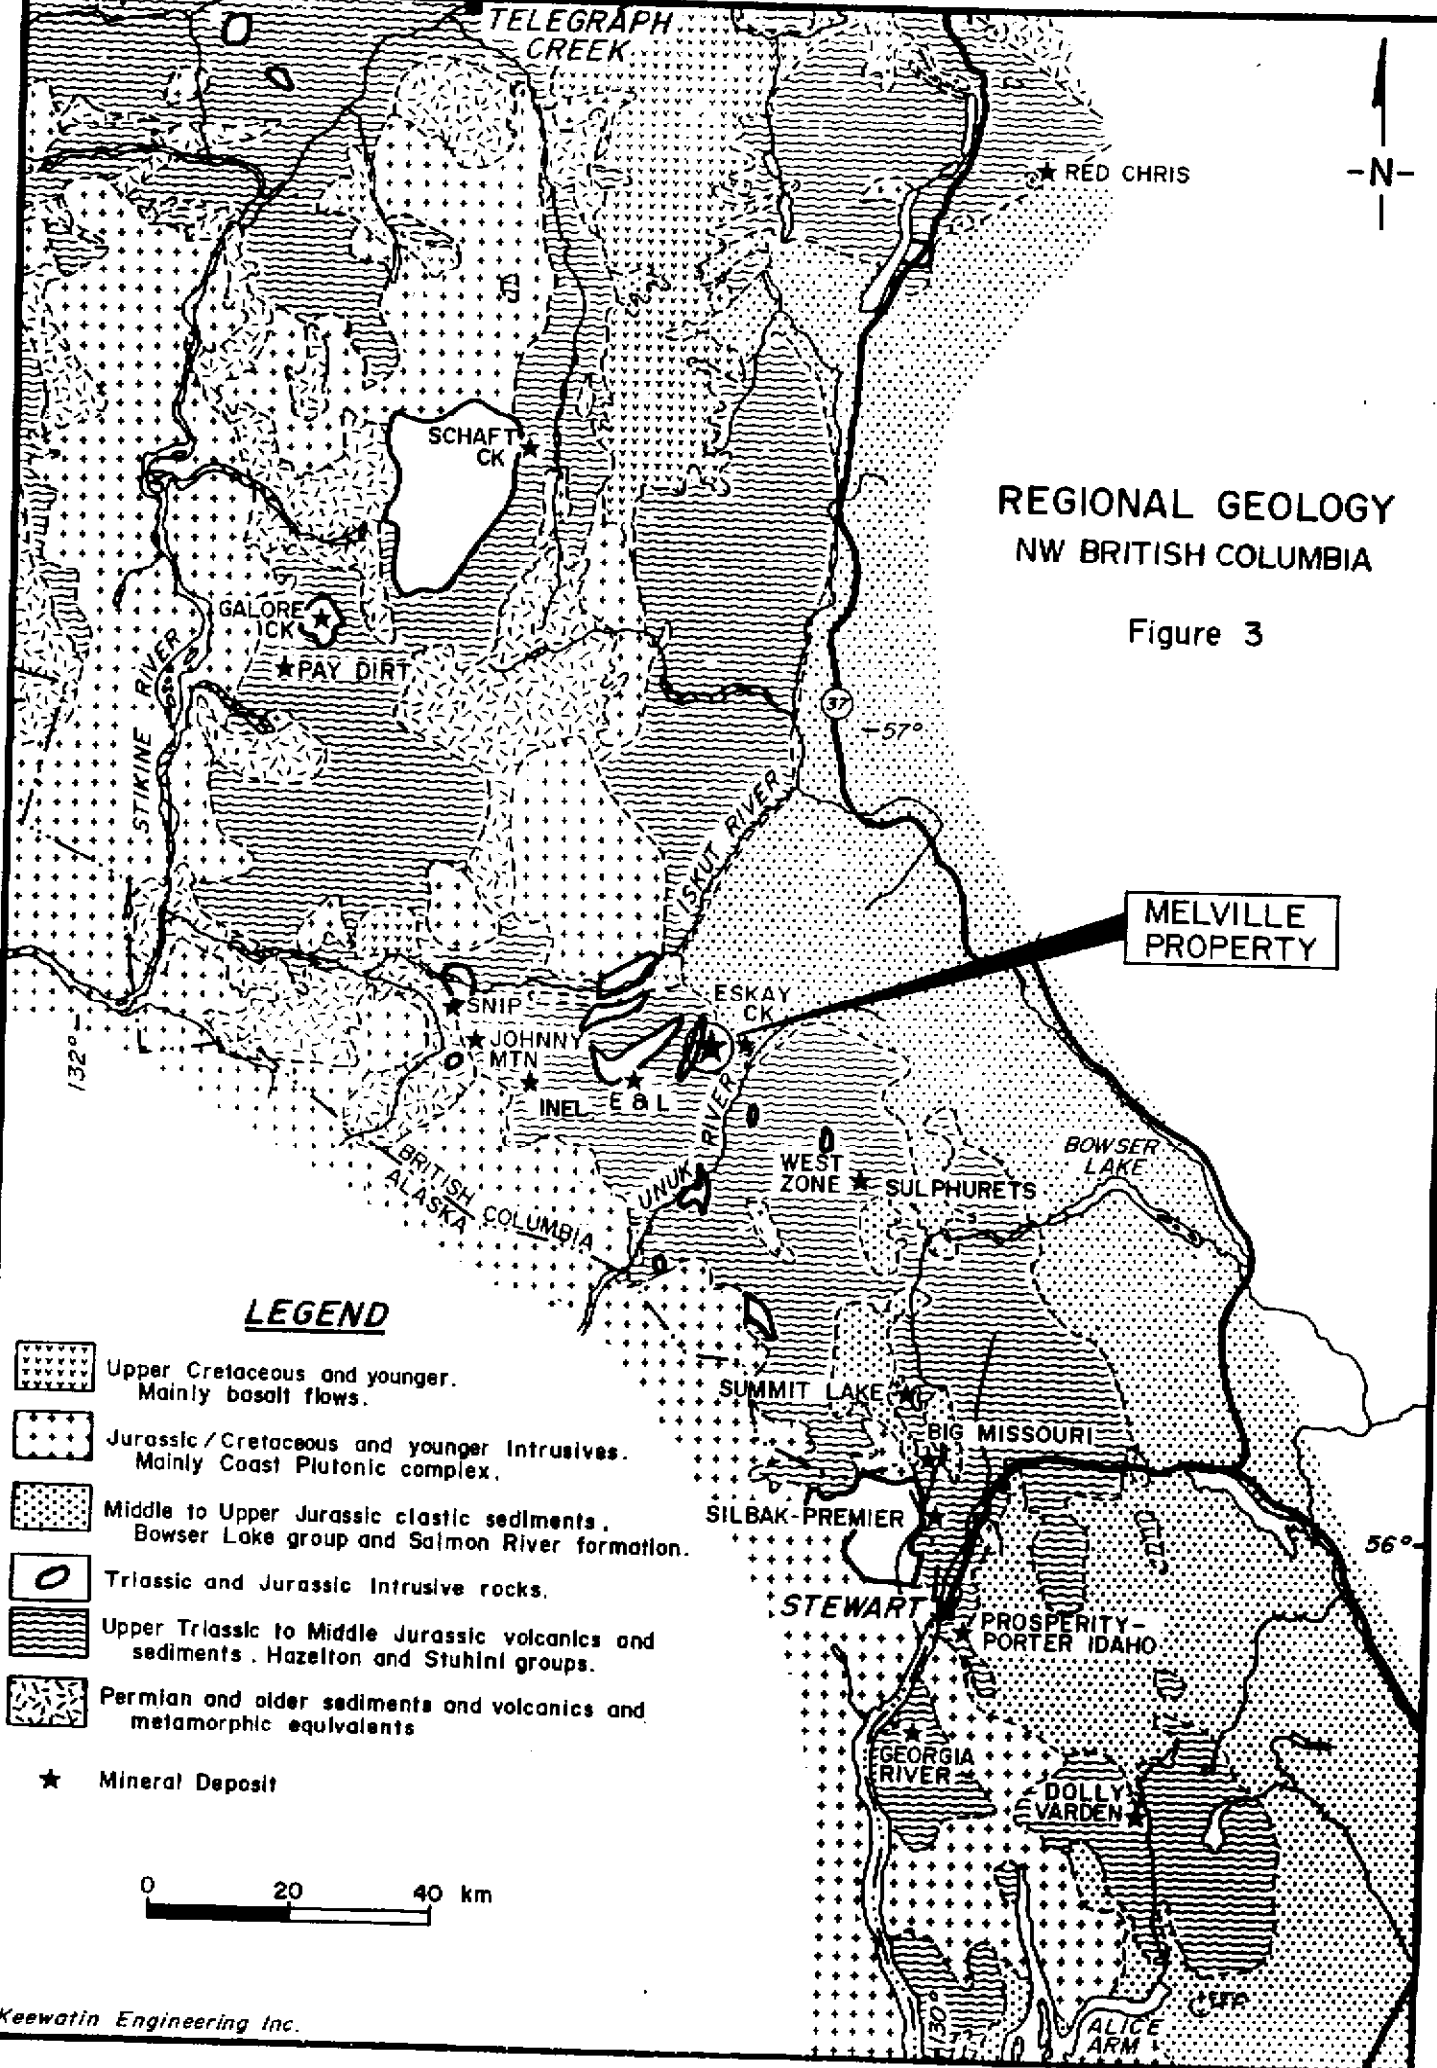 TELEGRAPH
CREEK
RED CHRIS
-N-
SCHAFT
CK
REGIONAL GEOLOGY
NW BRITISH COLUMBIA
Figure 3
GALORE
CK
PAY DIRT
STIKINE RIVER
37
57°
ISKUT RIVER
MELVILLE
PROPERTY
ESKAY
CK
SNIP
JOHNNY
MTN
INEL
E & L
132°
UNUK RIVER
BRITISH COLUMBIA
ALASKA
WEST
ZONE
SULPHURETS
BOWSER
LAKE
SUMMIT LAKE
BIG MISSOURI
SILBAK-PREMIER
56°
STEWART
PROSPERITY-
PORTER IDAHO
GEORGIA
RIVER
DOLLY
VARDEN
130°
ALICE
ARM
LEGEND
Upper Cretaceous and younger.
Mainly basalt flows.
Jurassic/Cretaceous and younger Intrusives.
Mainly Coast Plutonic complex.
Middle to Upper Jurassic clastic sediments.
Bowser Lake group and Salmon River formation.
Triassic and Jurassic Intrusive rocks.
Upper Triassic to Middle Jurassic volcanics and
sediments. Hazelton and Stuhini groups.
Permian and older sediments and volcanics and
metamorphic equivalents
Mineral Deposit
0 20 40 km
Keewatin Engineering Inc.